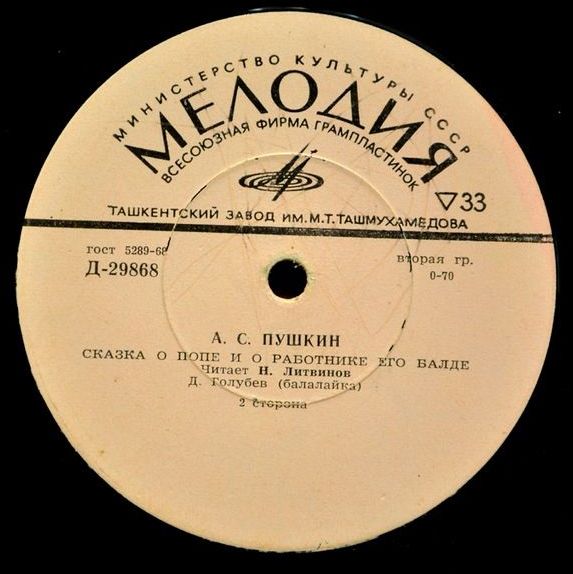 МИНИСТЕРСТВО КУЛЬТУРЫ СССР
МЕЛОДИЯ
ВСЕСОЮЗНАЯ ФИРМА ГРАМПЛАСТИНОК
▽33
ТАШКЕНТСКИЙ ЗАВОД ИМ. М.Т. ТАШМУХАМЕДОВА
гост 5289-68
Д-29868
вторая гр.
0-70
А. С. ПУШКИН
СКАЗКА О ПОПЕ И О РАБОТНИКЕ ЕГО БАЛДЕ
Читает Н. Литвинов
Д. Голубев (балалайка)
2 сторона